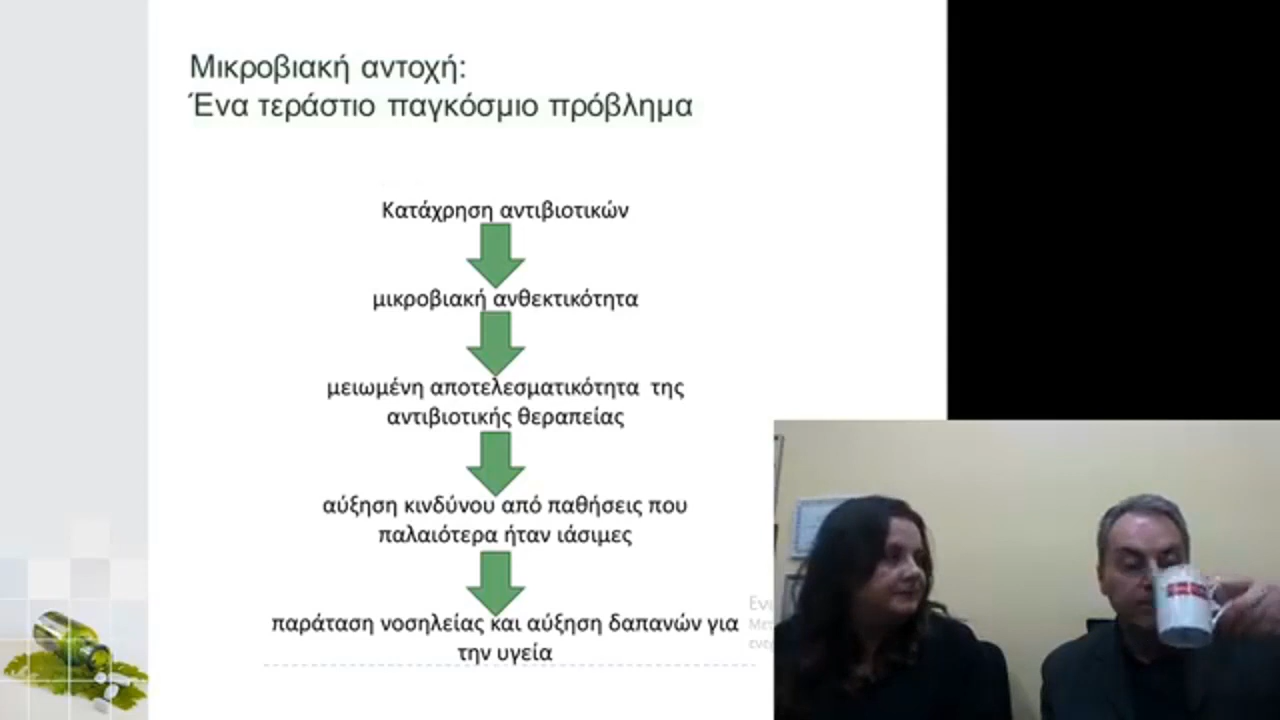 Μικροβιακή αντοχή:
Ένα τεράστιο παγκόσμιο πρόβλημα
Κατάχρηση αντιβιοτικών
μικροβιακή ανθεκτικότητα
μειωμένη αποτελεσματικότητα της
αντιβιοτικής θεραπείας
αύξηση κινδύνου από παθήσεις που
παλαιότερα ήταν ιάσιμες
παράταση νοσηλείας και αύξηση δαπανών για
την υγεία